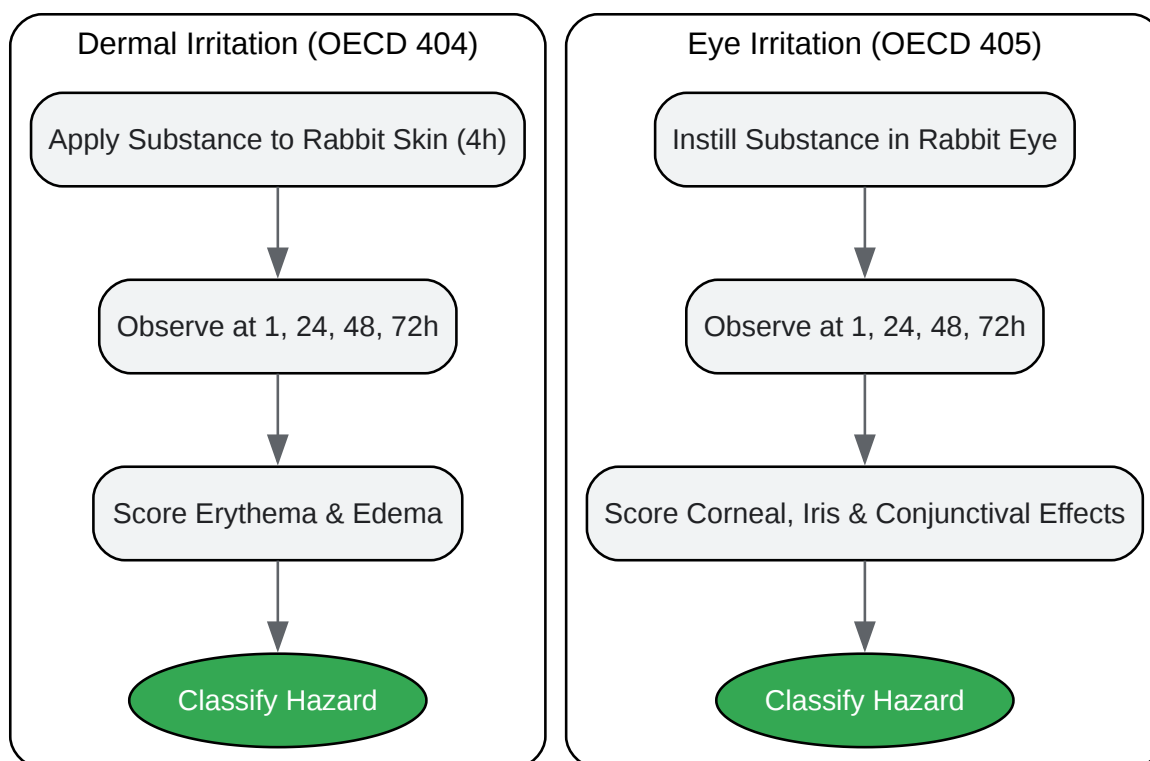 Dermal Irritation (OECD 404)
Apply Substance to Rabbit Skin (4h)
Observe at 1, 24, 48, 72h
Score Erythema & Edema
Classify Hazard
Eye Irritation (OECD 405)
Instill Substance in Rabbit Eye
Observe at 1, 24, 48, 72h
Score Corneal, Iris & Conjunctival Effects
Classify Hazard